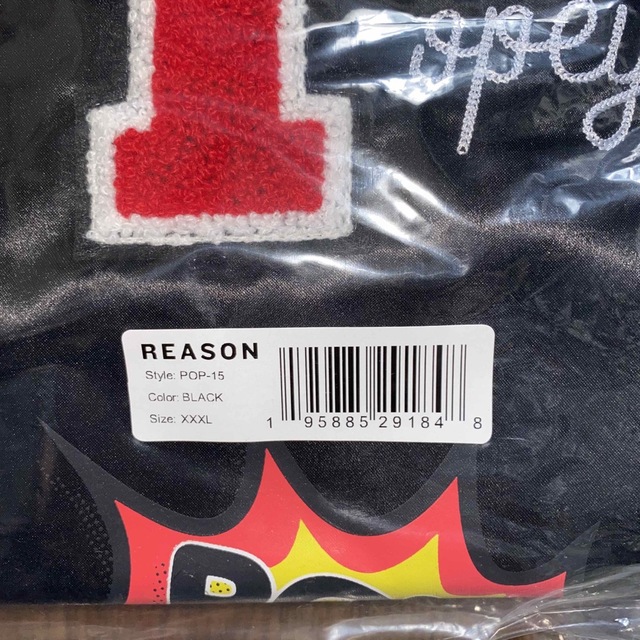 REASON
Style: POP-15
Color: BLACK
Size: XXXL
1 95885 29184 8